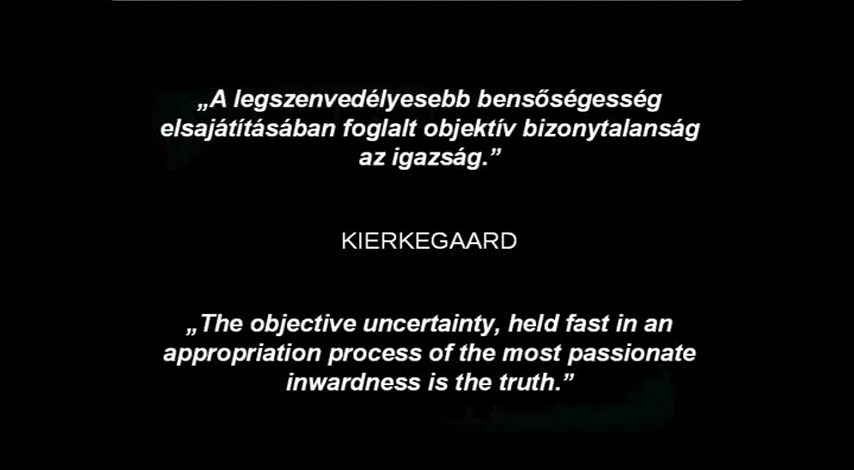 „A legszenvedélyesebb bensőségesség
elsajátításában foglalt objektív bizonytalanság
az igazság.”
KIERKEGAARD
„The objective uncertainty, held fast in an
appropriation process of the most passionate
inwardness is the truth.”